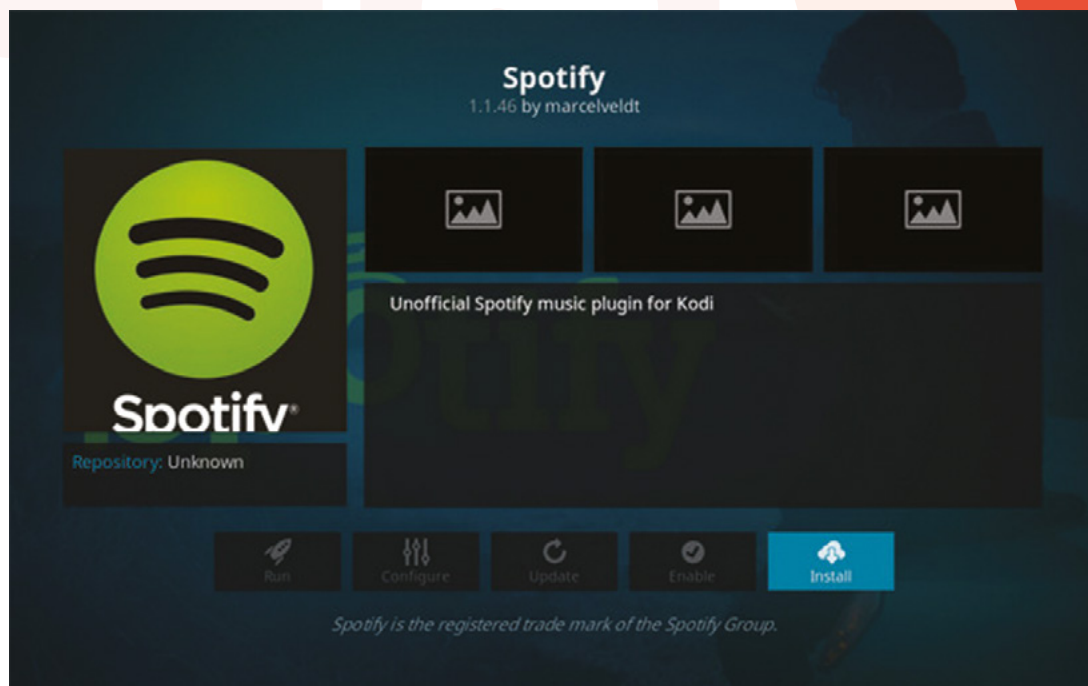 Spotify
1.1.46 by marcelveldt
Spotify®
Unofficial Spotify music plugin for Kodi
Spotify
Repository: Unknown
Run
Configure
Update
Enable
Install
Spotify is the registered trade mark of the Spotify Group.